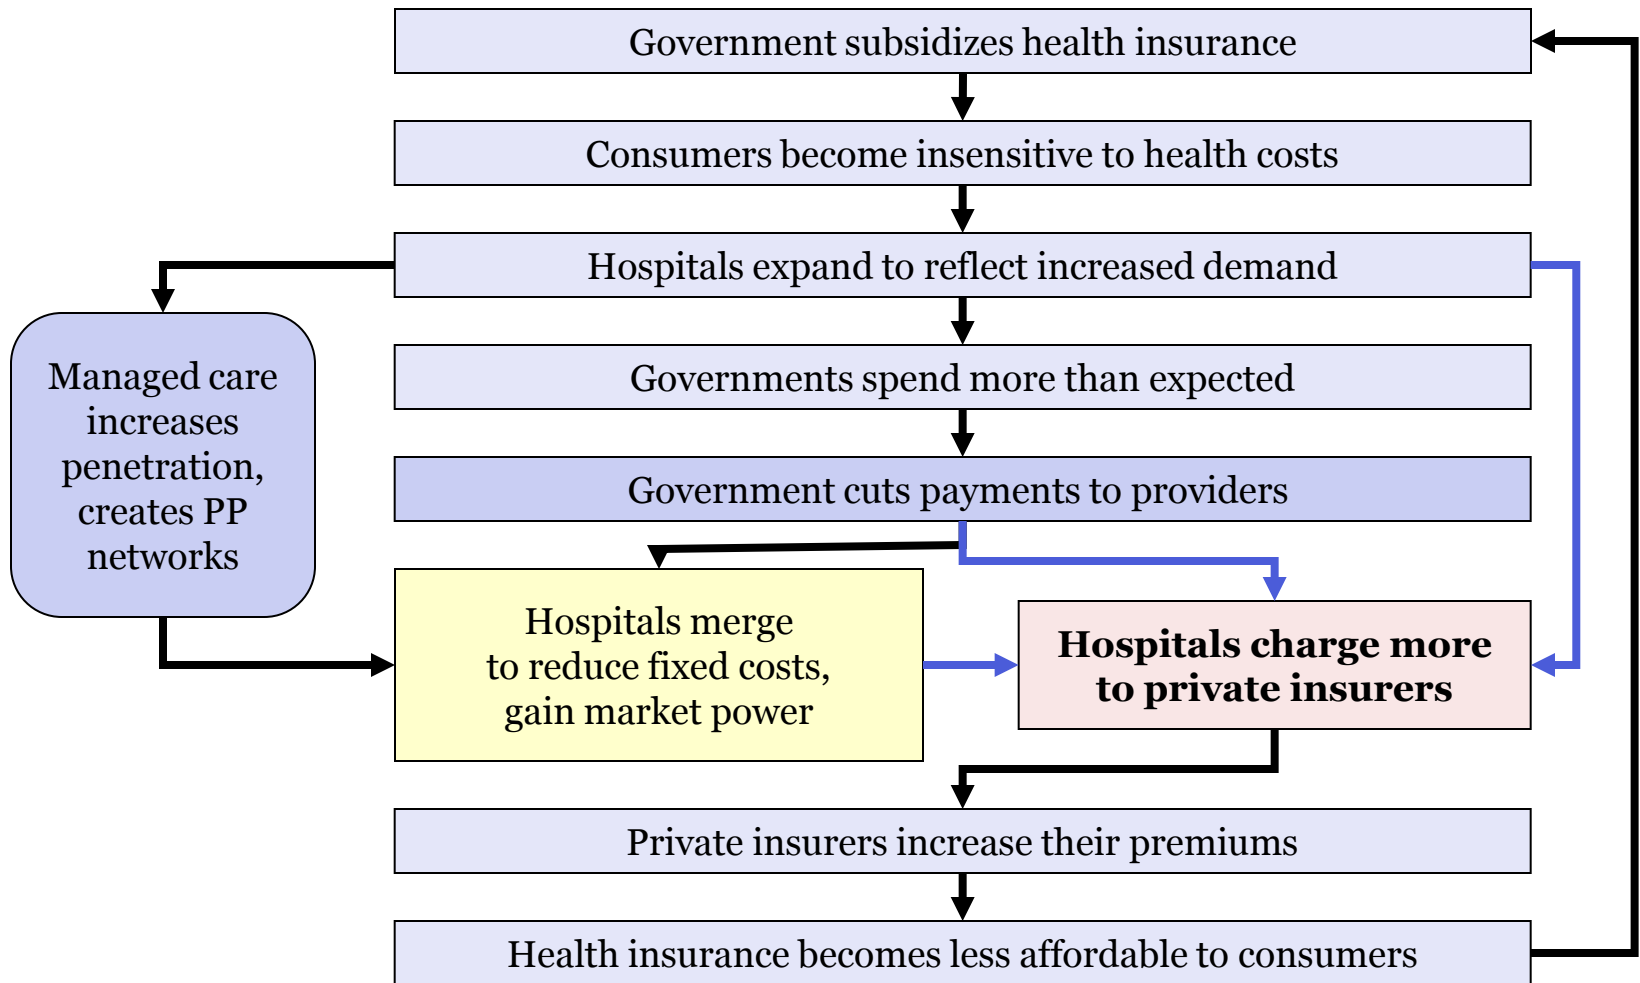 Government subsidizes health insurance
Consumers become insensitive to health costs
Hospitals expand to reflect increased demand
Managed care
increases
penetration,
creates PP
networks
Governments spend more than expected
Government cuts payments to providers
Hospitals merge
to reduce fixed costs,
gain market power
Hospitals charge more
to private insurers
Private insurers increase their premiums
Health insurance becomes less affordable to consumers